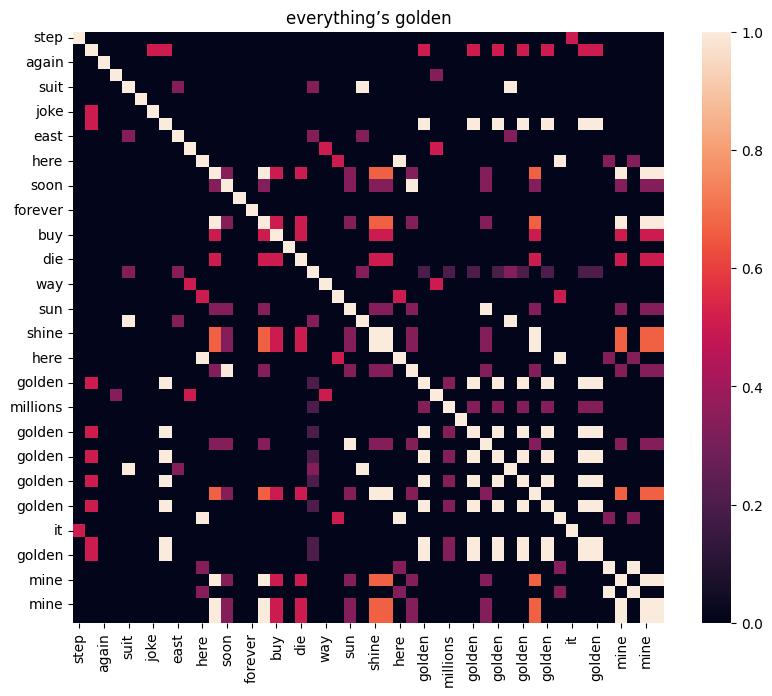 everything’s golden
step
again
suit
joke
east
here
soon
forever
buy
die
way
sun
shine
here
golden
millions
golden
golden
golden
golden
it
golden
mine
mine
1.0
0.8
0.6
0.4
0.2
0.0
step
again
suit
joke
east
here
soon
forever
buy
die
way
sun
shine
here
golden
millions
golden
golden
golden
golden
it
golden
mine
mine